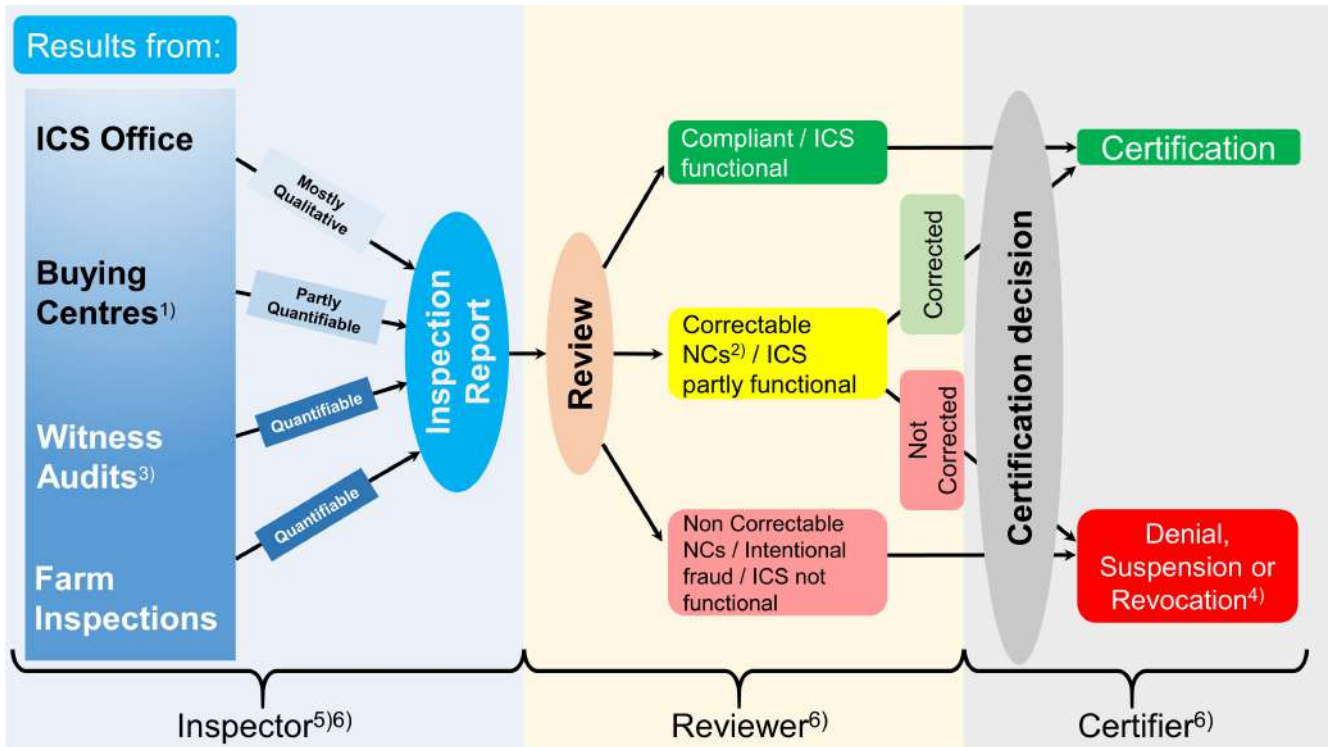 Results from:
ICS Office
Mostly
Qualitative
Buying
Centres1)
Partly
Quantifiable
Witness
Audits3)
Quantifiable
Farm
Inspections
Quantifiable
Inspection
Report
Review
Compliant / ICS
functional
Correctable
NCs2) / ICS
partly functional
Non Correctable
NCs / Intentional
fraud / ICS not
functional
Corrected
Not
Corrected
Certification decision
Certification
Denial,
Suspension or
Revocation4)
Inspector5)6)
Reviewer6)
Certifier6)